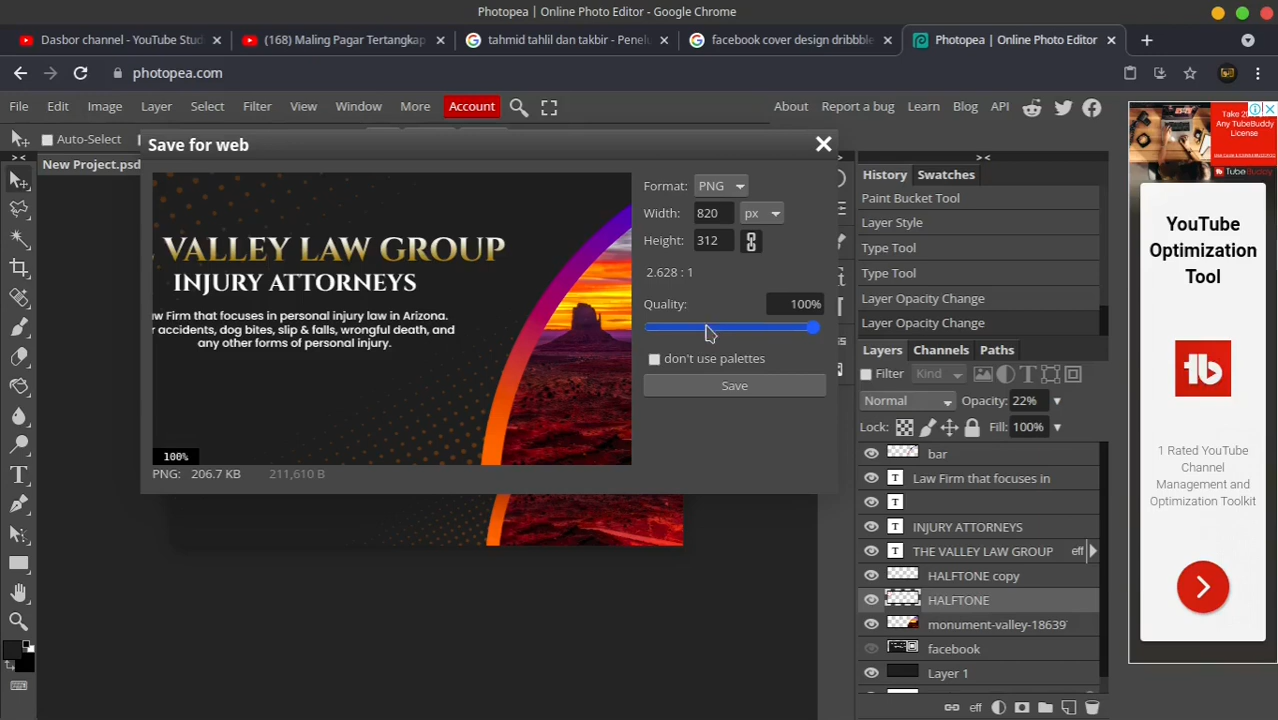 Photopea | Online Photo Editor - Google Chrome
Dasbor channel - YouTube Stud
(168) Maling Pagar Tertangkap
tahmid tahlil dan takbir - Penelu
facebook cover design dribbble
Photopea | Online Photo Editor
photopea.com
File Edit Image Layer Select Filter View Window More Account
About Report a bug Learn Blog API
Auto-Select
New Project.psd
Save for web
VALLEY LAW GROUP
INJURY ATTORNEYS
w Firm that focuses in personal injury law in Arizona.
r accidents, dog bites, slip & falls, wrongful death, and
any other forms of personal injury.
100%
PNG: 206.7 KB 211,610 B
Format: PNG
Width: 820 px
Height: 312
2.628 : 1
Quality: 100%
don't use palettes
Save
> <
History Swatches
Paint Bucket Tool
Layer Style
Type Tool
Type Tool
Layer Opacity Change
Layer Opacity Change
Layers Channels Paths
Filter Kind
Normal Opacity: 22%
Lock: Fill: 100%
bar
Law Firm that focuses in
INJURY ATTORNEYS
THE VALLEY LAW GROUP eff
HALFTONE copy
HALFTONE
monument-valley-18639
facebook
Layer 1
eff
Any TubeBuddy
License
TubeBuddy
YouTube
Optimization
Tool
tb
1 Rated YouTube
Channel
Management and
Optimization Toolkit